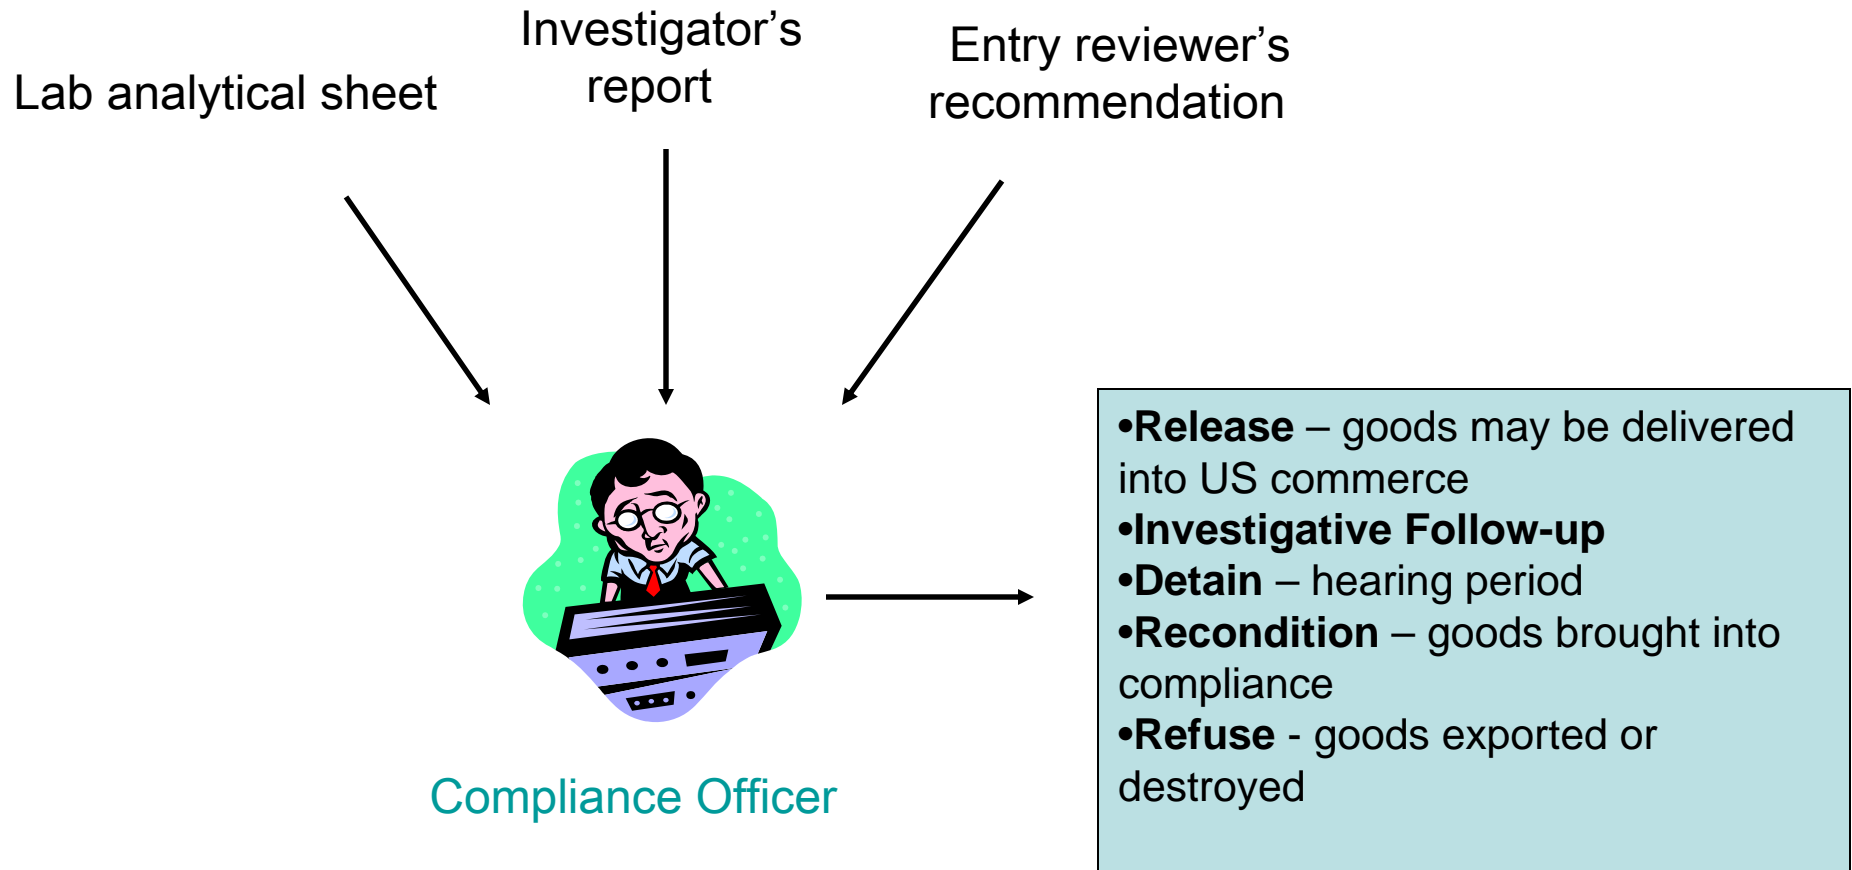 Lab analytical sheet
Investigator’s
report
Entry reviewer’s
recommendation
Compliance Officer
•Release – goods may be delivered
into US commerce
•Investigative Follow-up
•Detain – hearing period
•Recondition – goods brought into
compliance
•Refuse - goods exported or
destroyed